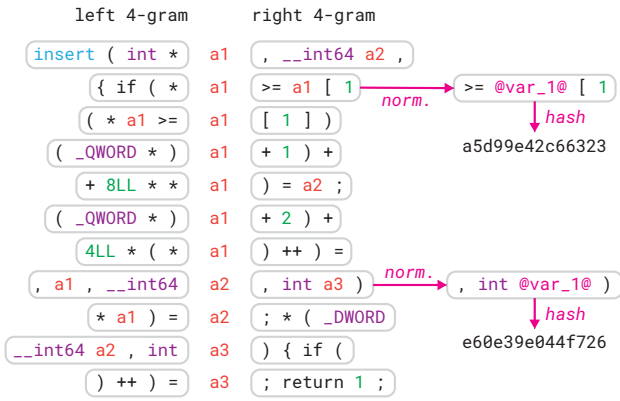 left 4-gram right 4-gram
insert ( int * a1 , __int64 a2 ,
{ if ( * a1 >= a1 [ 1 norm. >= @var_1@ [ 1
( * a1 >= a1 [ 1 ] ) hash
( _QWORD * ) a1 + 1 ) + a5d99e42c66323
+ 8LL * * a1 ) = a2 ;
( _QWORD * ) a1 + 2 ) +
4LL * ( * a1 ) ++ ) =
, a1 , __int64 a2 , int a3 ) norm. , int @var_1@ )
* a1 ) = a2 ; * ( _DWORD hash
__int64 a2 , int a3 ) { if ( e60e39e044f726
) ++ ) = a3 ; return 1 ;